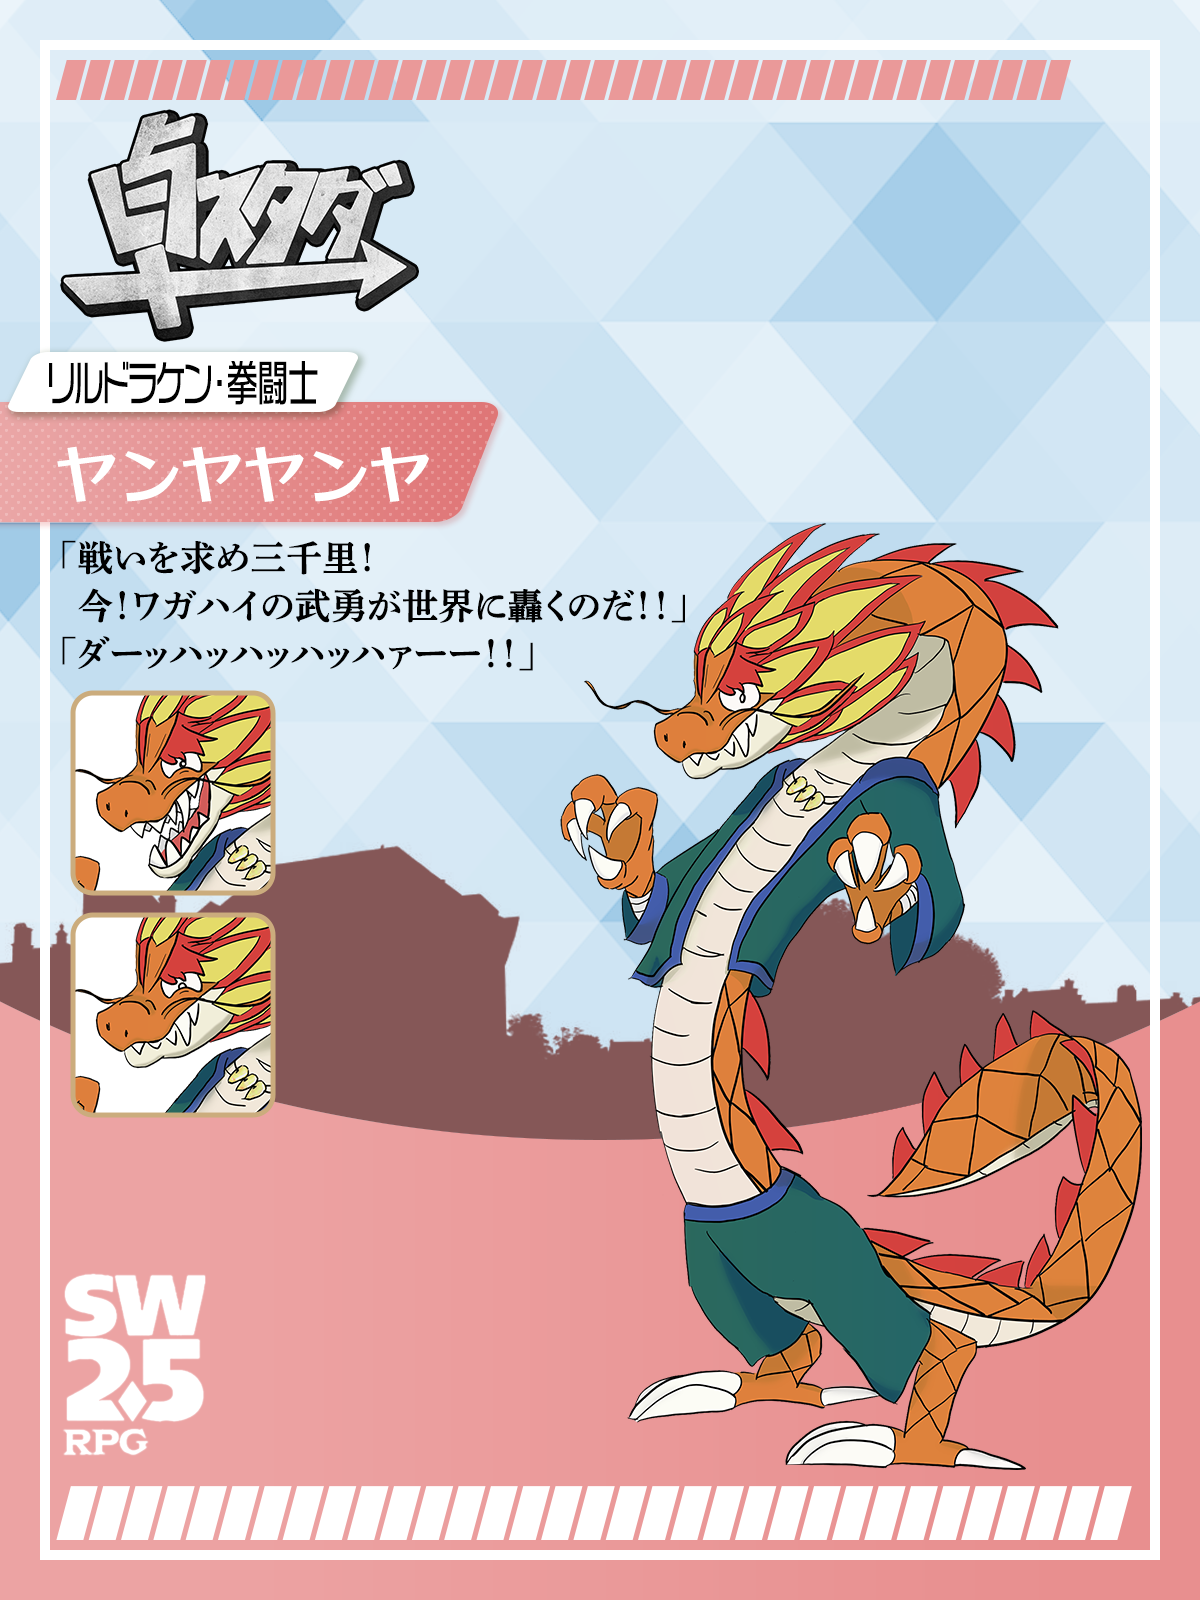 卓スタダ
リルドラケン・拳闘士
ヤンヤヤンヤ
「戦いを求め三千里！
今！ワガハイの武勇が世界に轟くのだ！！」
「ダーッハッハッハッハァーー！！」
SW
2.5
RPG